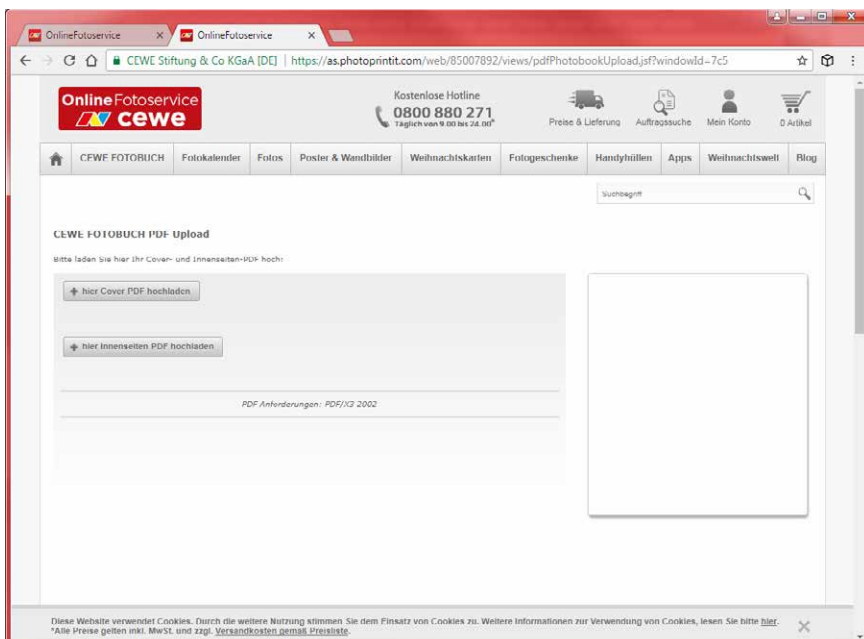 OnlineFotoservice
OnlineFotoservice
CEWE Stiftung & Co KGaA [DE] https://as.photoprintit.com/web/85007892/views/pdfPhotobookUpload.jsf?windowId=7c5
OnlineFotoservice
cewe
Kostenlose Hotline
0800 880 271
Täglich von 9.00 bis 24.00*
Preise & Lieferung
Auftragssuche
Mein Konto
0 Artikel
CEWE FOTOBUCH
Fotokalender
Fotos
Poster & Wandbilder
Weihnachtskarten
Fotogeschenke
Handyhüllen
Apps
Weihnachtswelt
Blog
Suchbegriff
CEWE FOTOBUCH PDF Upload
Bitte laden Sie hier Ihr Cover- und Innenseiten-PDF hoch:
hier Cover PDF hochladen
hier Innenseiten PDF hochladen
PDF Anforderungen: PDF/X3 2002
Diese Website verwendet Cookies. Durch die weitere Nutzung stimmen Sie dem Einsatz von Cookies zu. Weitere Informationen zur Verwendung von Cookies, lesen Sie bitte hier.
*Alle Preise gelten inkl. MwSt. und zzgl. Versandkosten gemäß Preisliste.